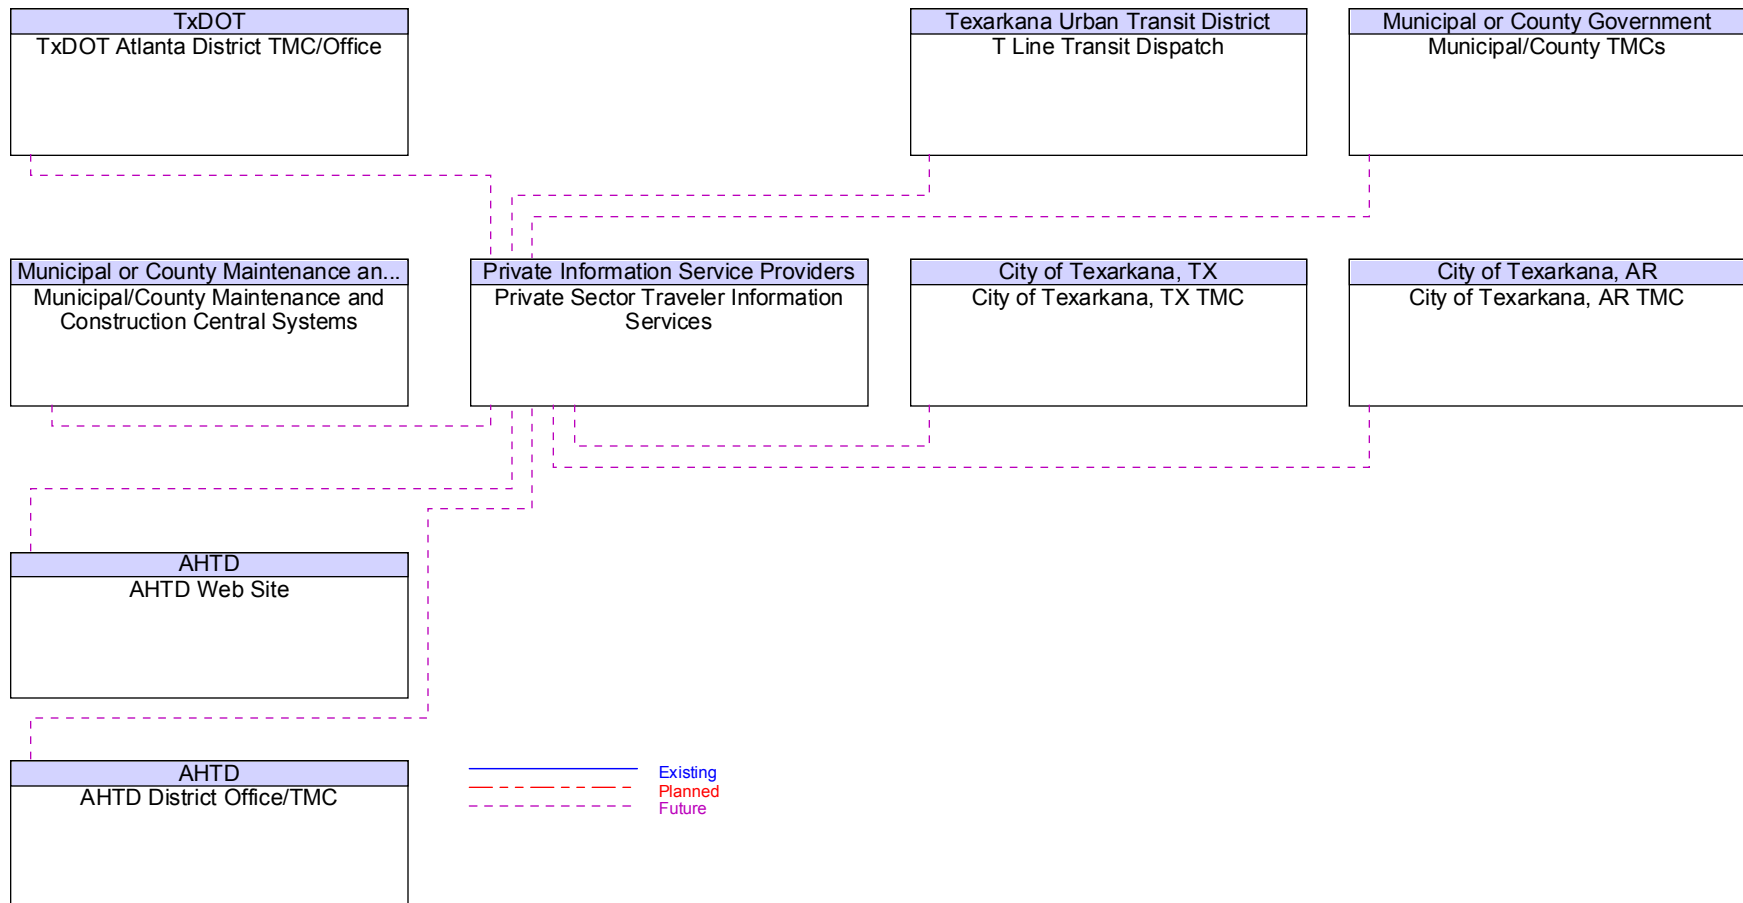 TxDOT
TxDOT Atlanta District TMC/Office
Texarkana Urban Transit District
T Line Transit Dispatch
Municipal or County Government
Municipal/County TMCs
Municipal or County Maintenance an...
Municipal/County Maintenance and
Construction Central Systems
Private Information Service Providers
Private Sector Traveler Information
Services
City of Texarkana, TX
City of Texarkana, TX TMC
City of Texarkana, AR
City of Texarkana, AR TMC
AHTD
AHTD Web Site
AHTD
AHTD District Office/TMC
Existing
Planned
Future